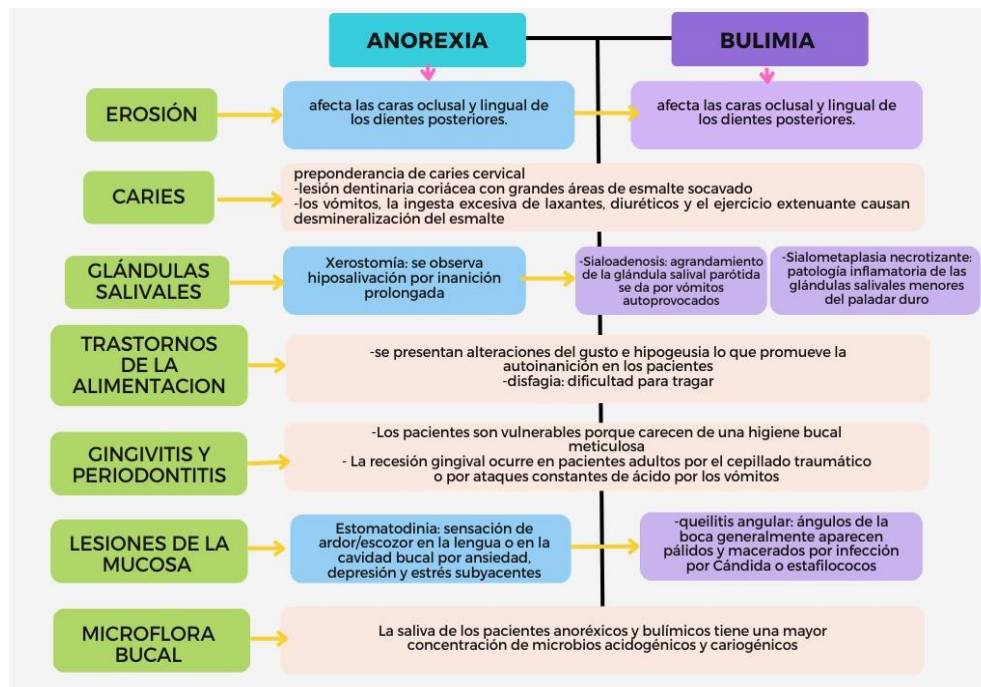 ANOREXIA
BULIMIA
EROSIÓN
afecta las caras oclusal y lingual de
los dientes posteriores.
afecta las caras oclusal y lingual de
los dientes posteriores.
CARIES
preponderancia de caries cervical
-lesión dentinaria coriácea con grandes áreas de esmalte socavado
-los vómitos, la ingesta excesiva de laxantes, diuréticos y el ejercicio extenuante causan
desmineralización del esmalte
GLÁNDULAS
SALIVALES
Xerostomía: se observa
hiposalivación por inanición
prolongada
-Sialoadenosis: agrandamiento
de la glándula salival parótida
se da por vómitos
autoprovocados
-Sialometaplasia necrotizante:
patología inflamatoria de las
glándulas salivales menores
del paladar duro
TRASTORNOS
DE LA
ALIMENTACION
-se presentan alteraciones del gusto e hipogeusia lo que promueve la
autoinanición en los pacientes
-disfagia: dificultad para tragar
GINGIVITIS Y
PERIODONTITIS
-Los pacientes son vulnerables porque carecen de una higiene bucal
meticulosa
- La recesión gingival ocurre en pacientes adultos por el cepillado traumático
o por ataques constantes de ácido por los vómitos
LESIONES DE LA
MUCOSA
Estomatodinia: sensación de
ardor/escozor en la lengua o en la
cavidad bucal por ansiedad,
depresión y estrés subyacentes
-queilitis angular: ángulos de la
boca generalmente aparecen
pálidos y macerados por infección
por Cándida o estafilococos
MICROFLORA
BUCAL
La saliva de los pacientes anoréxicos y bulímicos tiene una mayor
concentración de microbios acidogénicos y cariogénicos